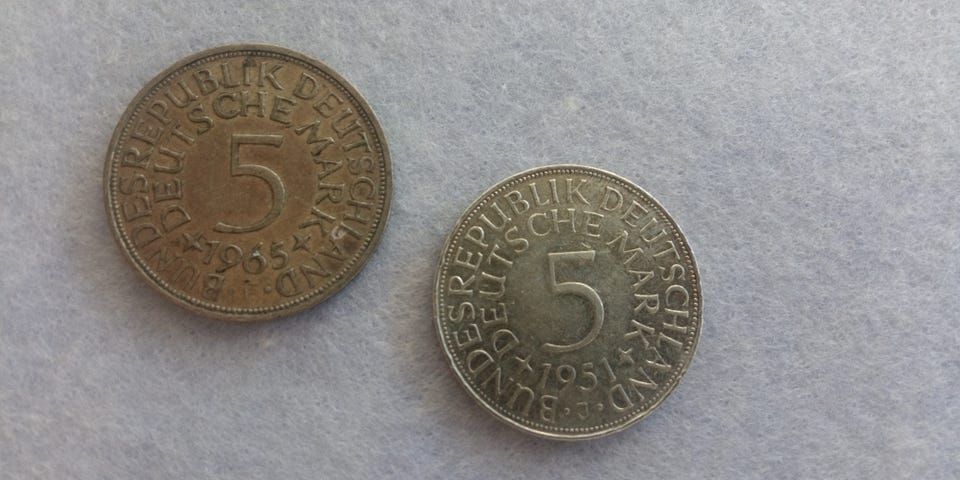 BUNDESREPUBLIK DEUTSCHLAND
DEUTSCHE MARK
5
1965
BUNDESREPUBLIK DEUTSCHLAND
DEUTSCHE MARK
5
1951
J